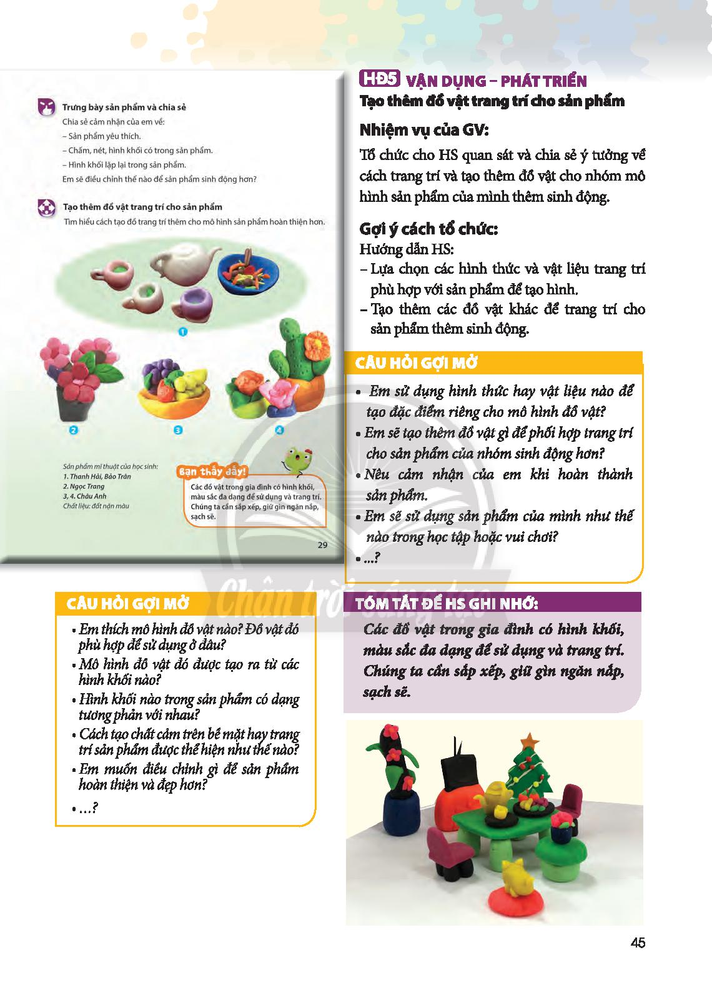 Trưng bày sản phẩm và chia sẻ
Chia sẻ cảm nhận của em về:
– Sản phẩm yêu thích.
– Chấm, nét, hình khối có trong sản phẩm.
– Hình khối lặp lại trong sản phẩm.
Em sẽ điều chỉnh thế nào để sản phẩm sinh động hơn?
Tạo thêm đồ vật trang trí cho sản phẩm
Tìm hiểu cách tạo đồ trang trí thêm cho mô hình sản phẩm hoàn thiện hơn.
1
2
3
4
Sản phẩm mĩ thuật của học sinh:
1. Thanh Hải, Bảo Trân
2. Ngọc Trang
3, 4. Châu Anh
Chất liệu: đất nặn màu
Bạn thấy đấy!
Các đồ vật trong gia đình có hình khối,
màu sắc đa dạng để sử dụng và trang trí.
Chúng ta cần sắp xếp, giữ gìn ngăn nắp,
sạch sẽ.
29
HĐ5 VẬN DỤNG – PHÁT TRIỂN
Tạo thêm đồ vật trang trí cho sản phẩm
Nhiệm vụ của GV:
Tổ chức cho HS quan sát và chia sẻ ý tưởng về
cách trang trí và tạo thêm đồ vật cho nhóm mô
hình sản phẩm của mình thêm sinh động.
Gợi ý cách tổ chức:
Hướng dẫn HS:
– Lựa chọn các hình thức và vật liệu trang trí
phù hợp với sản phẩm để tạo hình.
– Tạo thêm các đồ vật khác để trang trí cho
sản phẩm thêm sinh động.
CÂU HỎI GỢI MỞ
• Em sử dụng hình thức hay vật liệu nào để
tạo đặc điểm riêng cho mô hình đồ vật?
• Em sẽ tạo thêm đồ vật gì để phối hợp trang trí
cho sản phẩm của nhóm sinh động hơn?
• Nêu cảm nhận của em khi hoàn thành
sản phẩm.
• Em sẽ sử dụng sản phẩm của mình như thế
nào trong học tập hoặc vui chơi?
• ...?
Chân trời sáng tạo
CÂU HỎI GỢI MỞ
• Em thích mô hình đồ vật nào? Đồ vật đó
phù hợp để sử dụng ở đâu?
• Mô hình đồ vật đó được tạo ra từ các
hình khối nào?
• Hình khối nào trong sản phẩm có dạng
tương phản với nhau?
• Cách tạo chất cảm trên bề mặt hay trang
trí sản phẩm được thể hiện như thế nào?
• Em muốn điều chỉnh gì để sản phẩm
hoàn thiện và đẹp hơn?
• ...?
TÓM TẮT ĐỂ HS GHI NHỚ:
Các đồ vật trong gia đình có hình khối,
màu sắc đa dạng để sử dụng và trang trí.
Chúng ta cần sắp xếp, giữ gìn ngăn nắp,
sạch sẽ.
45